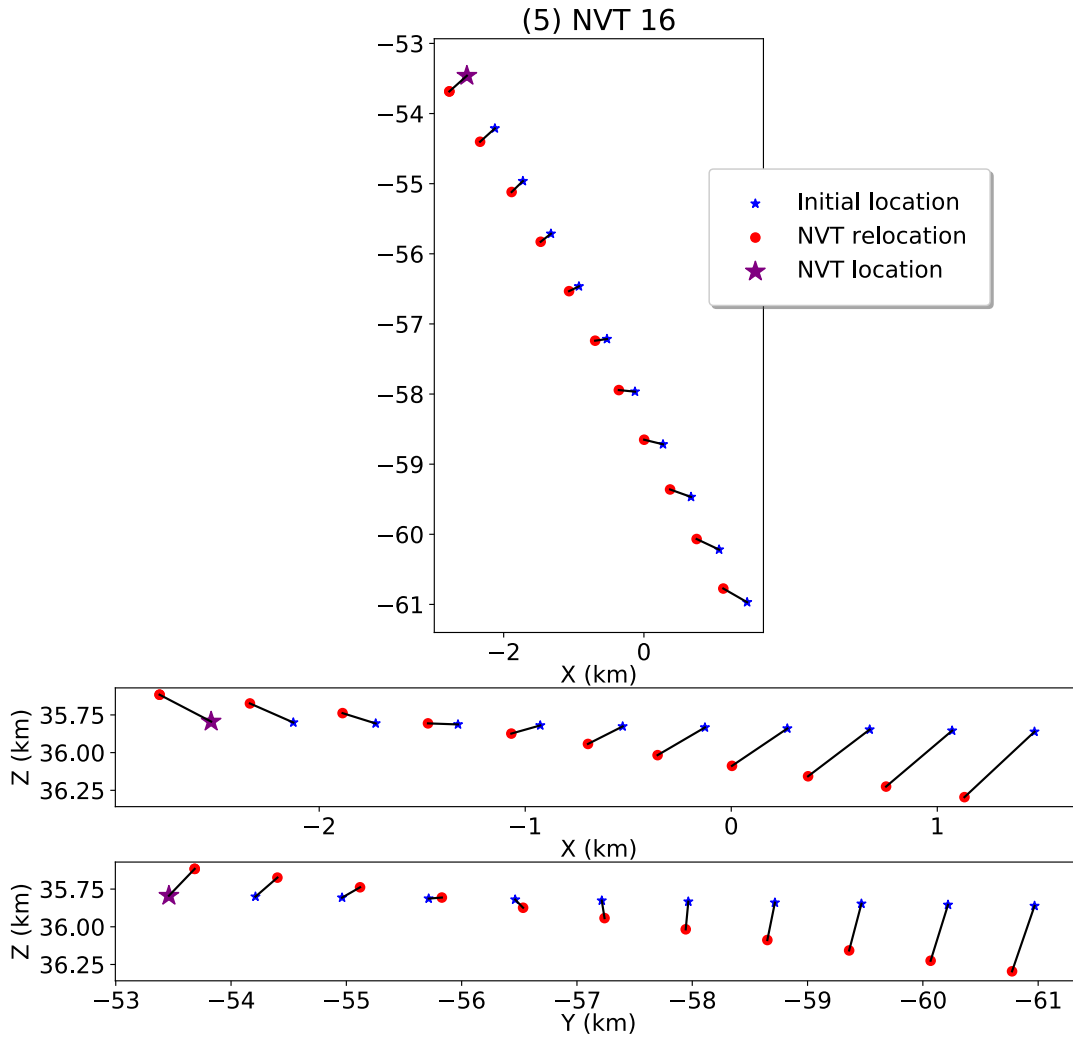 (5) NVT 16
−53
−54
−55
−56
−57
−58
−59
−60
−61
−2 0
X (km)
Initial location
NVT relocation
NVT location
Z (km)
35.75
36.00
36.25
−2 −1 0 1
X (km)
Z (km)
35.75
36.00
36.25
−53 −54 −55 −56 −57 −58 −59 −60 −61
Y (km)